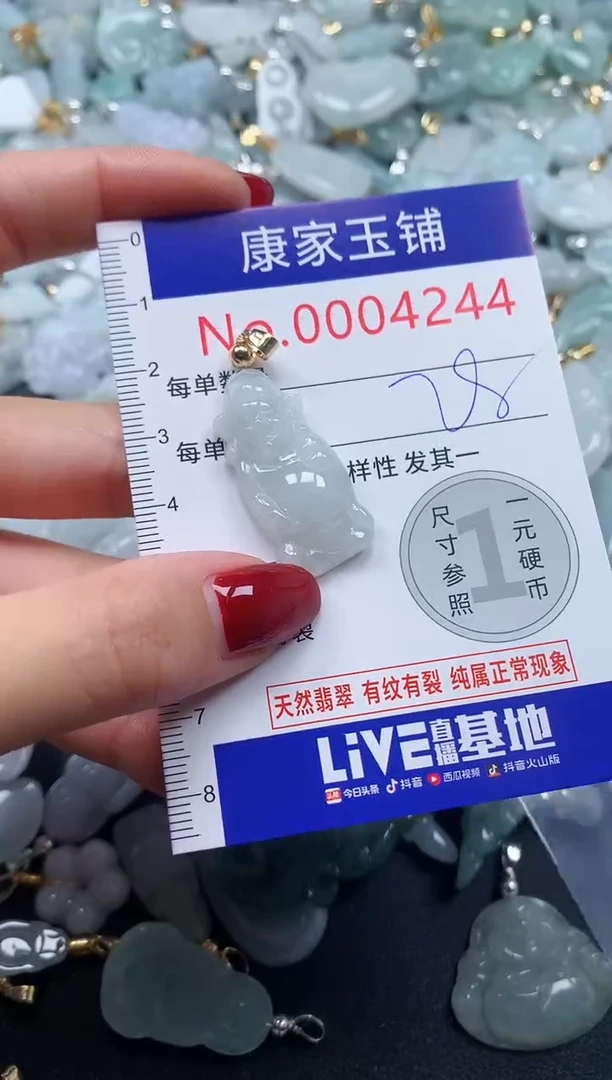 0
康家玉铺
1
No.0004244
2
每单数
3
28
每单
样性 发其一
4
尺寸参照
1
一元硬币
裂
天然翡翠 有纹有裂 纯属正常现象
7
LiVE直播基地
8
头条 今日头条 抖音 西瓜视频 抖音火山版